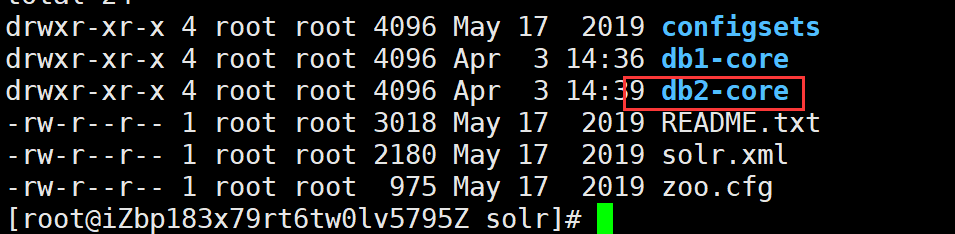 total 24
drwxr-xr-x 4 root root 4096 May 17  2019 configsets
drwxr-xr-x 4 root root 4096 Apr  3 14:36 db1-core
drwxr-xr-x 4 root root 4096 Apr  3 14:39 db2-core
-rw-r--r-- 1 root root 3018 May 17  2019 README.txt
-rw-r--r-- 1 root root 2180 May 17  2019 solr.xml
-rw-r--r-- 1 root root  975 May 17  2019 zoo.cfg
[root@iZbp183x79rt6tw0lv5795Z solr]#